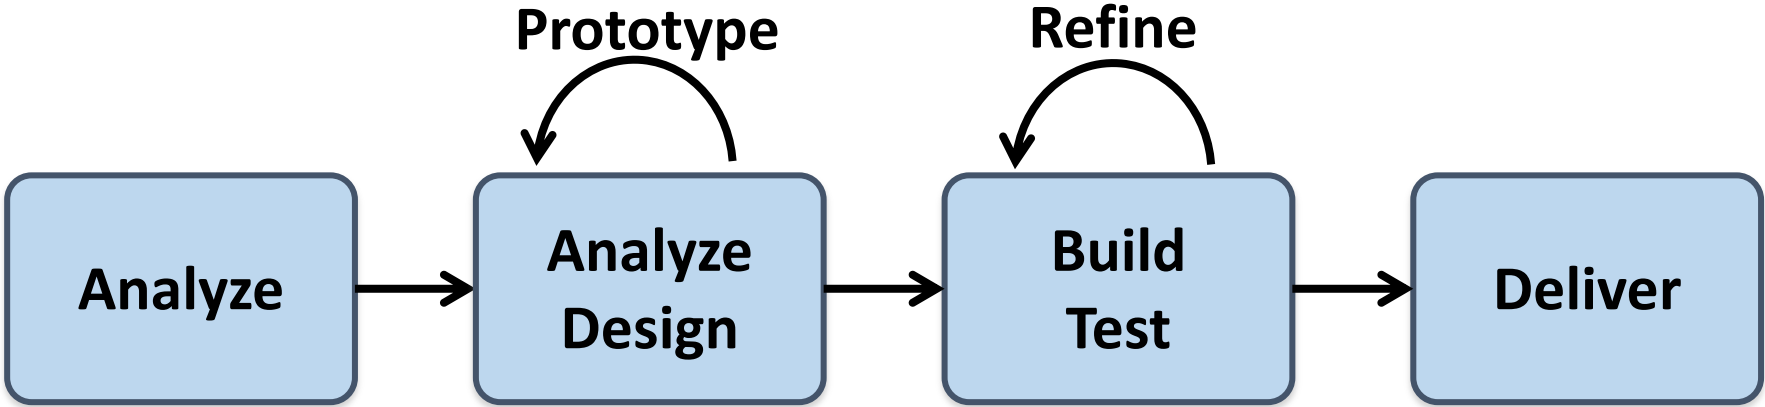 Prototype
Refine
Analyze
Analyze
Design
Build
Test
Deliver